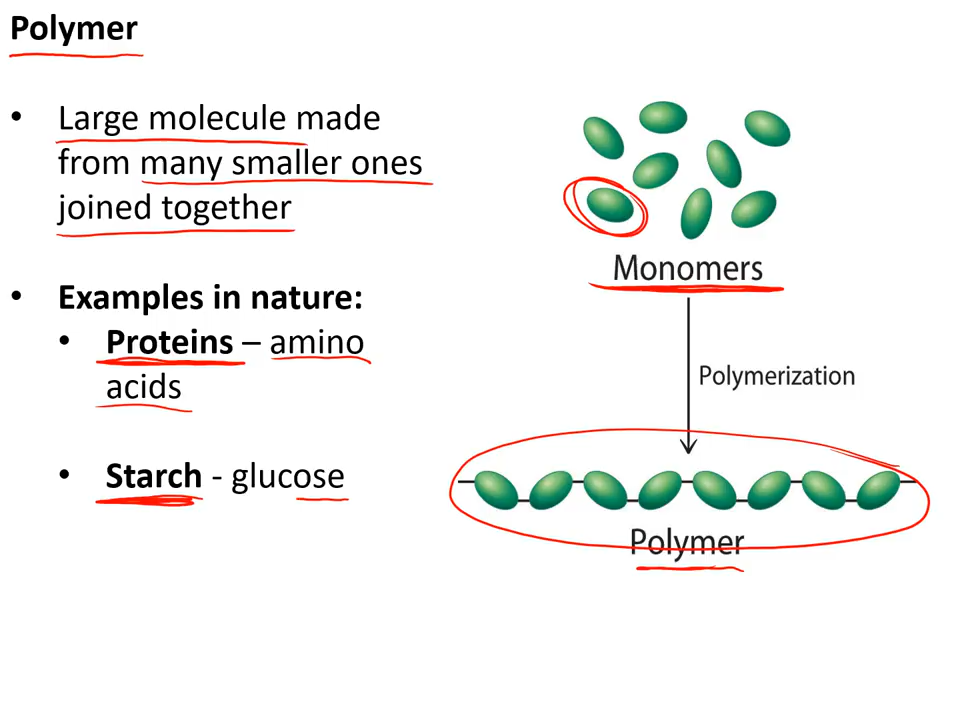 Polymer
• Large molecule made
from many smaller ones
joined together
• Examples in nature:
• Proteins – amino
acids
• Starch - glucose
Monomers
Polymerization
Polymer